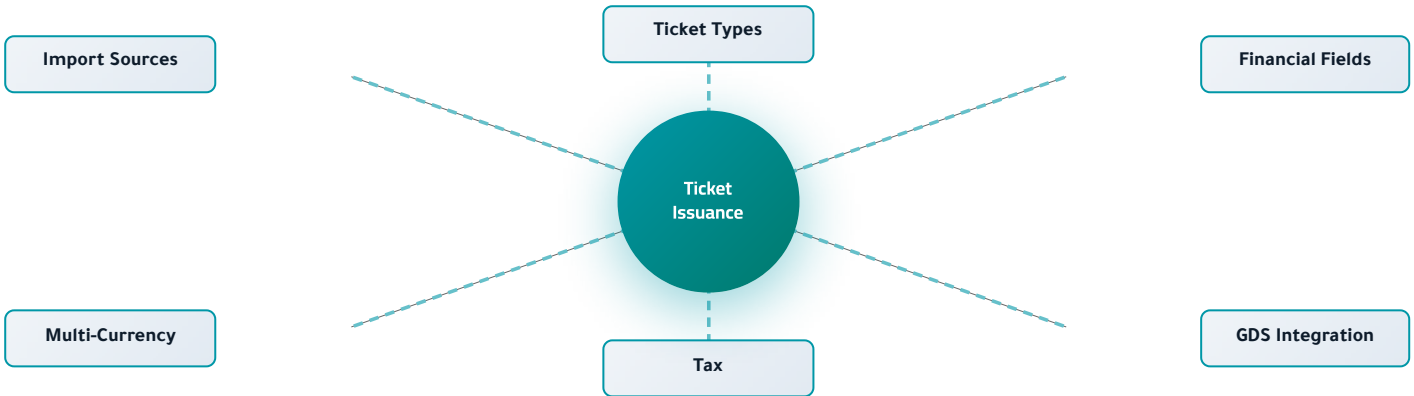 Ticket Types
Import Sources
Financial Fields
Ticket
Issuance
Multi-Currency
GDS Integration
Tax